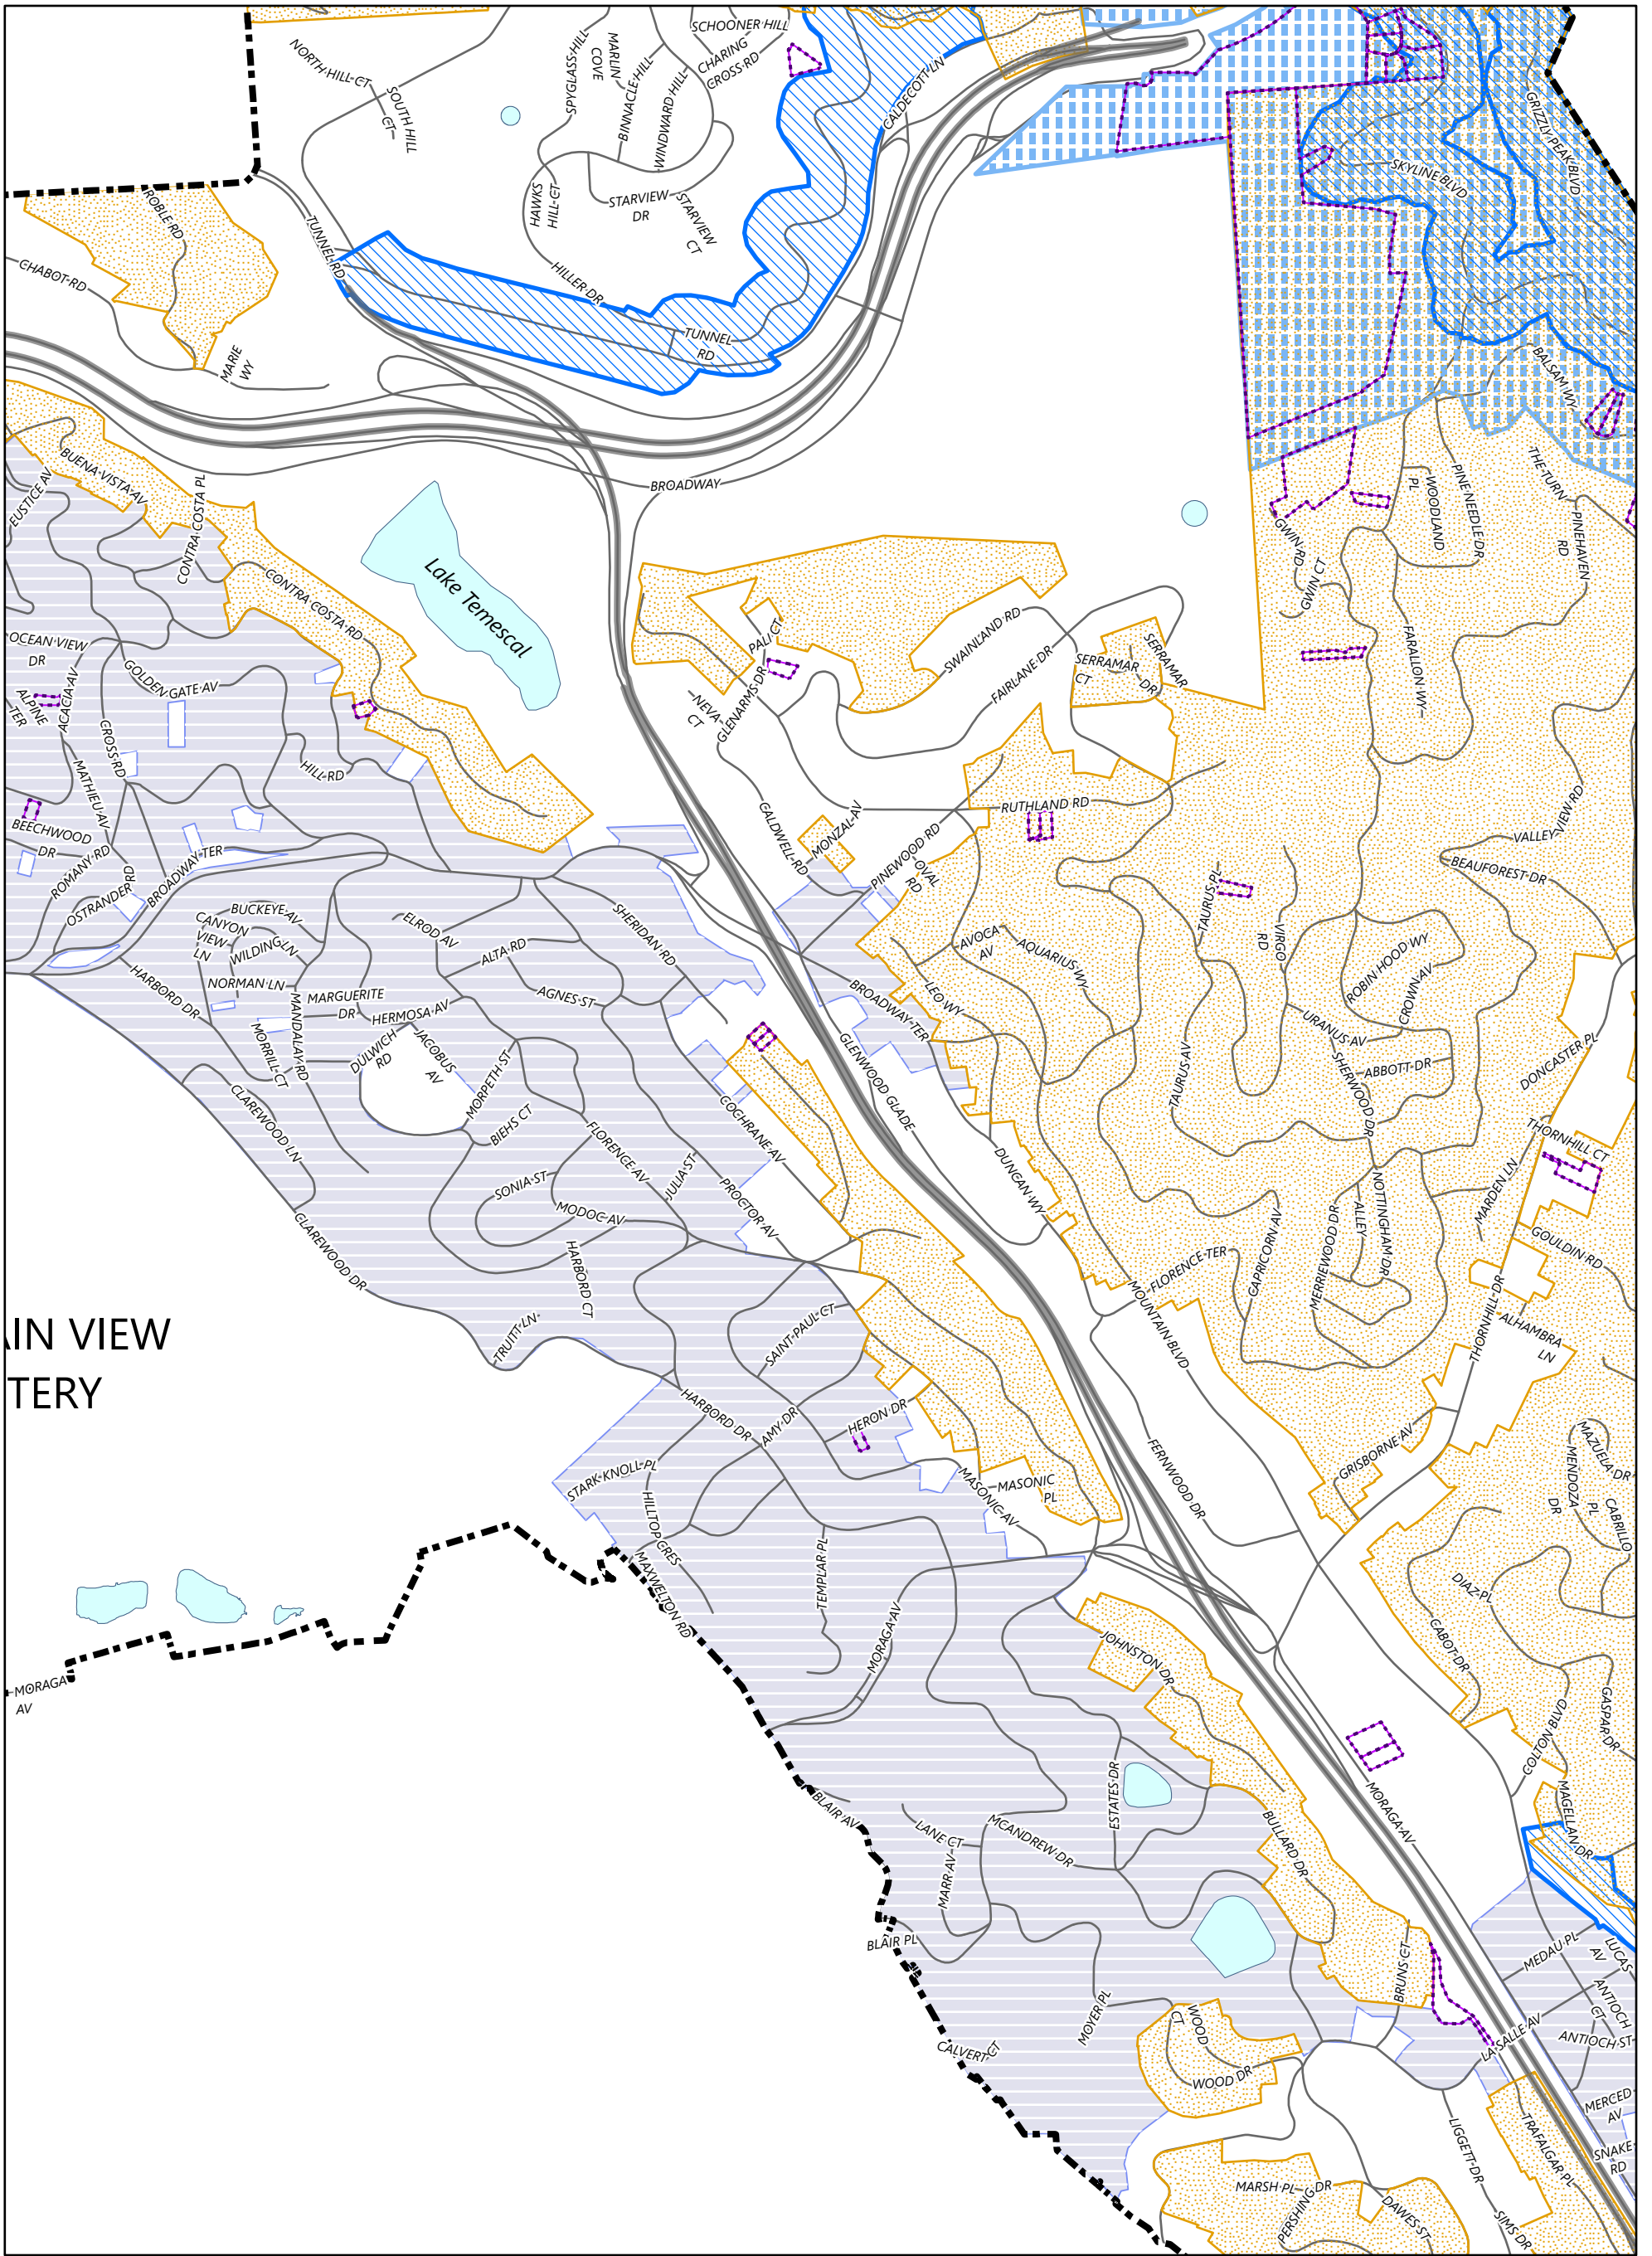 SCHOONER HILL
NORTH HILL CT
SPYGLASS HILL
MARLIN
COVE
BINNACLE HILL
WINDWARD HILL
CHARING
CROSS RD
SOUTH HILL
CT
CALDECOTT LN
GRIZZLY PEAK BLVD
SKYLINE BLVD
ROBLE RD
TUNNEL RD
HAWKS
HILL CT
STARVIEW
DR
STARVIEW
CT
CHABOT RD
HILLER DR
TUNNEL
RD
MARIE
WY
BALSAM WY
BUENA VISTA AV
EUSTICE AV
CONTRA COSTA PL
BROADWAY
THE TURN
WOODLAND
PL
PINE NEEDLE DR
PINEHAVEN
RD
GWIN RD
GWIN CT
Lake Temescal
CONTRA COSTA RD
OCEAN VIEW
DR
GOLDEN GATE AV
ACACIA AV
ALPINE
TER
CROSS RD
PALI CT
GLENARMS DR
NEVA
CT
SWAINLAND RD
FAIRLANE DR
SERRAMAR
CT
SERRAMAR
DR
FARALLON WY
HILL RD
MATHIEU AV
BEECHWOOD
DR
ROMANY RD
OSTRANDER
RD
BROADWAY TER
CALDWELL RD
MONZAL AV
PINEWOOD RD
OVAL
RD
RUTHLAND RD
VALLEY VIEW RD
BEAUFOREST DR
TAURUS PL
VIRGO
RD
BUCKEYE AV
CANYON
VIEW
LN
WILDING LN
NORMAN LN
ELROD AV
ALTA RD
SHERIDAN RD
AGNES ST
AVOCA
AV
AQUARIUS WY
LEO WY
ROBIN HOOD WY
CROWN AV
HARBORD DR
MARGUERITE
DR
HERMOSA AV
MANDALAY RD
MORRILL CT
DULWICH
RD
JACOBUS
AV
MORPETH ST
BIEHS CT
BROADWAY TER
GLENWOOD GLADE
TAURUS AV
URANUS AV
SHERWOOD DR
ABBOTT DR
DONCASTER PL
CLAREWOOD LN
COCHRANE AV
FLORENCE AV
JULIA ST
PROCTOR AV
SONIA ST
MODOC AV
HARBORD CT
DUNCAN WY
THORNHILL CT
MARDEN LN
GOULDIN RD
NOTTINGHAM DR
ALLEY
MERRIEWOOD DR
CAPRICORN AV
FLORENCE TER
MOUNTAIN BLVD
THORNHILL DR
ALHAMBRA
LN
CLAREWOOD DR
TRUITT LN
SAINT PAUL CT
AIN VIEW
TERY
HARBORD DR
AMY DR
HERON DR
STARK KNOLL PL
HILLTOP CRES
MASONIC AV
MASONIC
PL
FERNWOOD DR
GRISBORNE AV
MAZUELA DR
MENDOZA
DR
CABRILLO
PL
MAXWELTON RD
TEMPLAR PL
MORAGA AV
DIAZ PL
CABOT DR
JOHNSTON DR
MORAGA
AV
COLTON BLVD
GASPAR DR
BLAIR AV
LANE CT
MARR AV
MCANDREW DR
ESTATES DR
BULLARD DR
MORAGA AV
MAGELLAN DR
BLAIR PL
MOYER PL
BRUNS CT
MEDAU PL
LUCAS
AV
ANTIOCH
CT
ANTIOCH ST
LA SALLE AV
CALVERT CT
WOOD
CT
WOOD DR
MERCED
AV
SNAKE
RD
LIGGETT DR
TRAFALGAR PL
MARSH PL
PERSHING DR
DAWES ST
SIMS DR